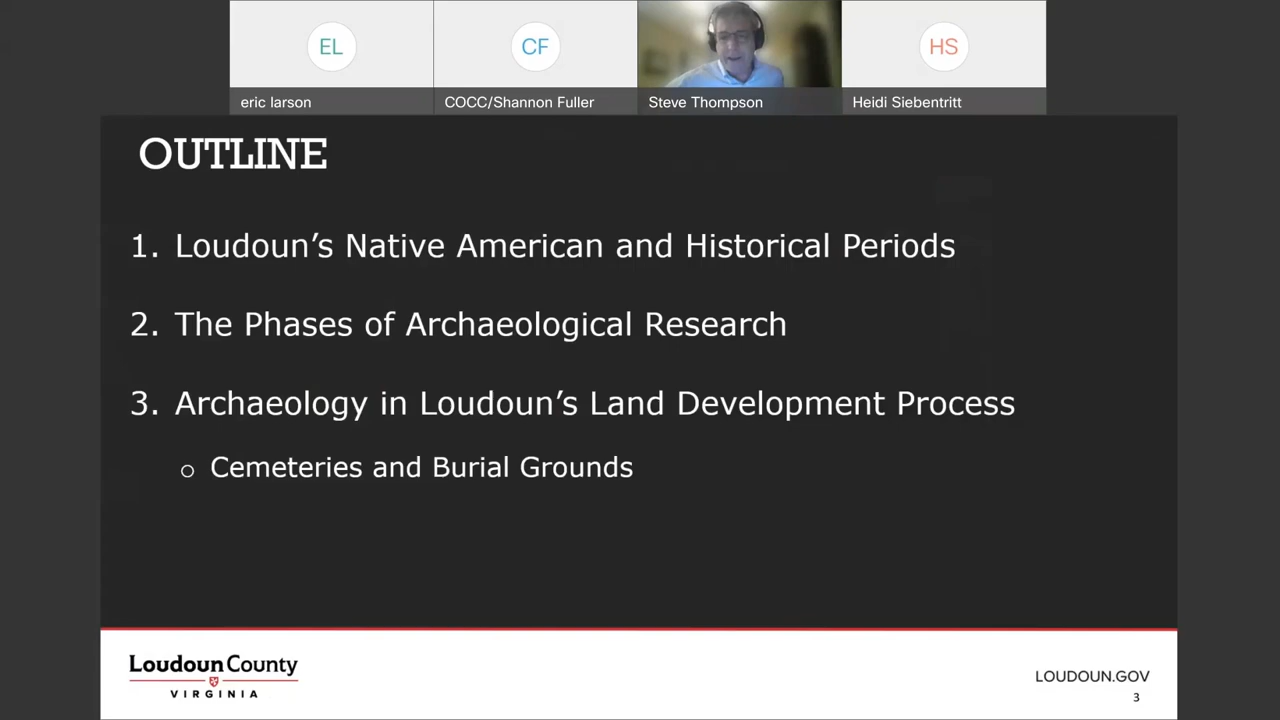 EL
CF
HS
eric larson
COCC/Shannon Fuller
Steve Thompson
Heidi Siebentritt
OUTLINE
1. Loudoun’s Native American and Historical Periods
2. The Phases of Archaeological Research
3. Archaeology in Loudoun’s Land Development Process
o Cemeteries and Burial Grounds
Loudoun County
VIRGINIA
LOUDOUN.GOV
3